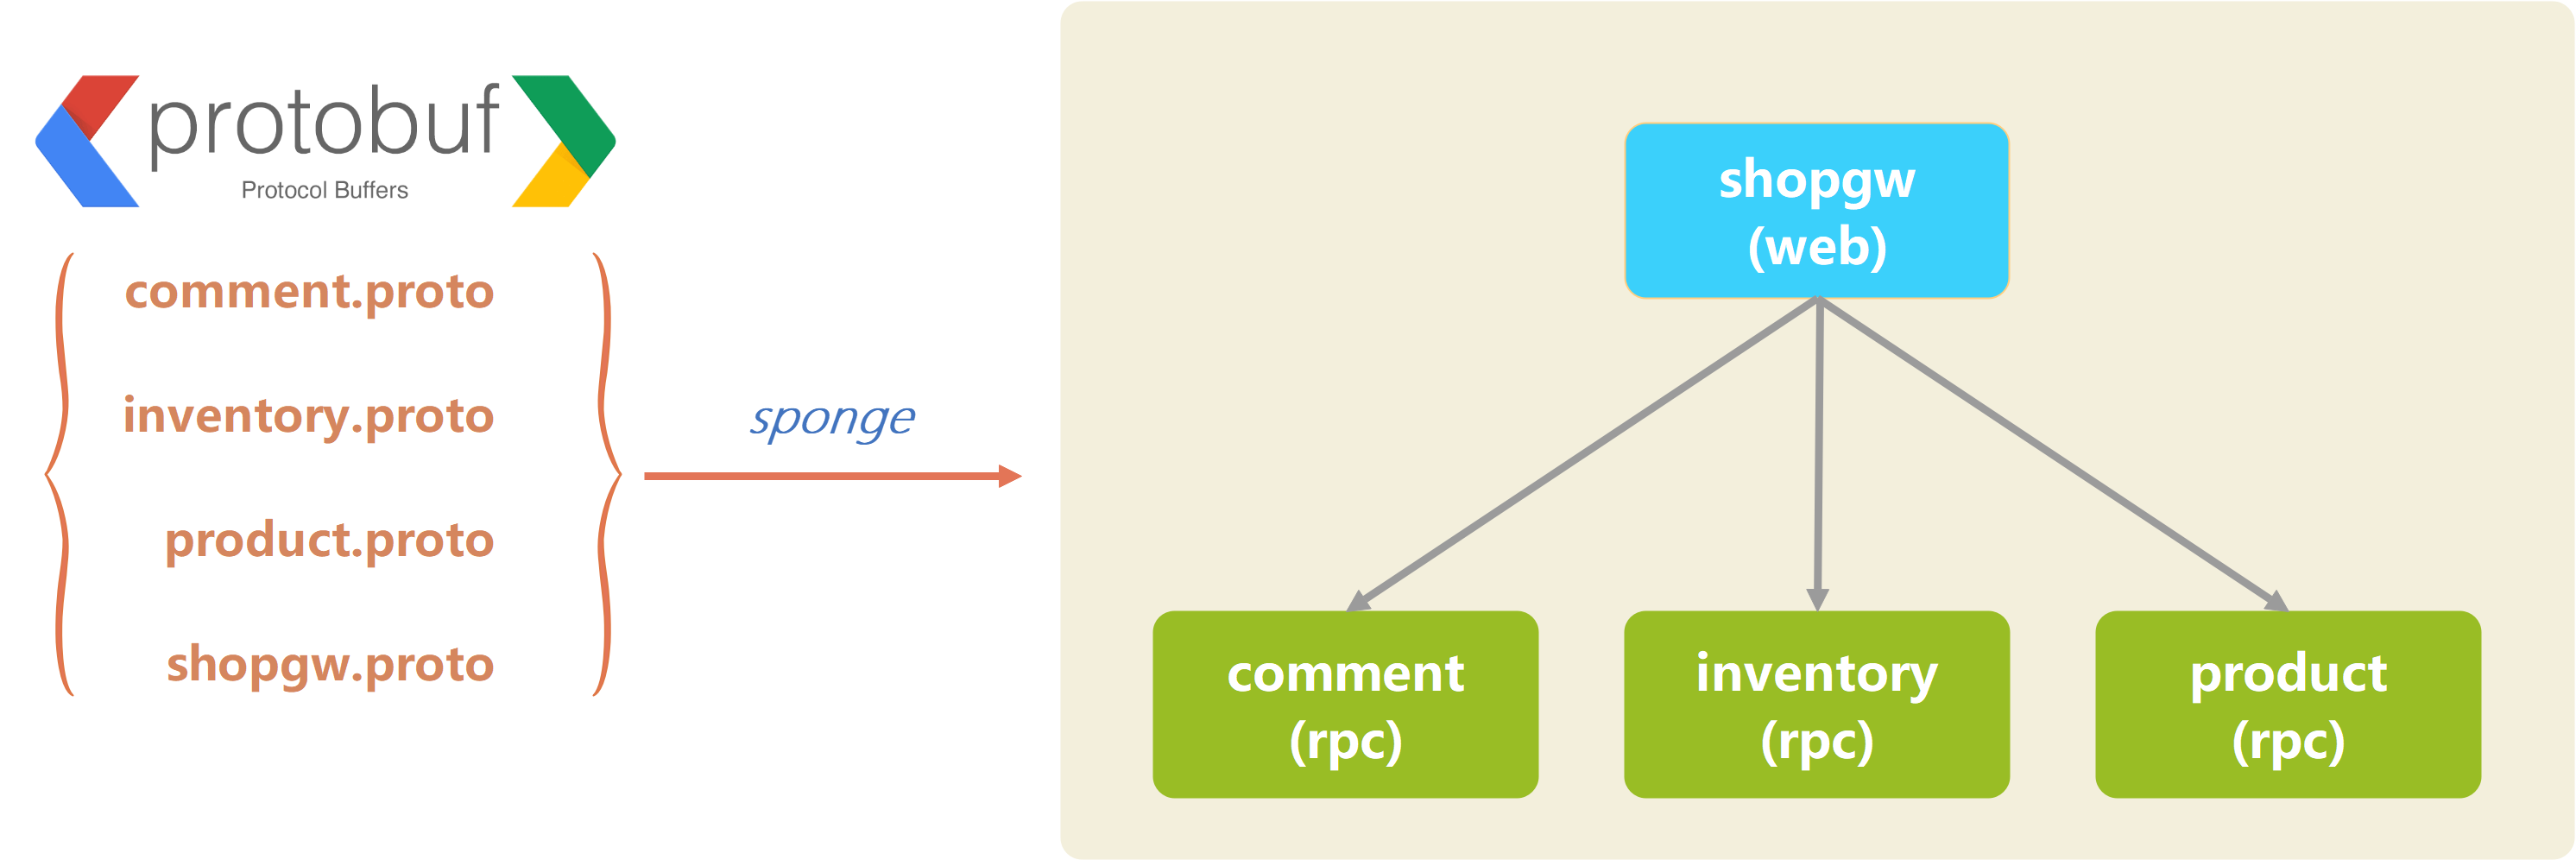 protobuf
Protocol Buffers
comment.proto
inventory.proto
product.proto
shopgw.proto
sponge
shopgw
(web)
comment
(rpc)
inventory
(rpc)
product
(rpc)